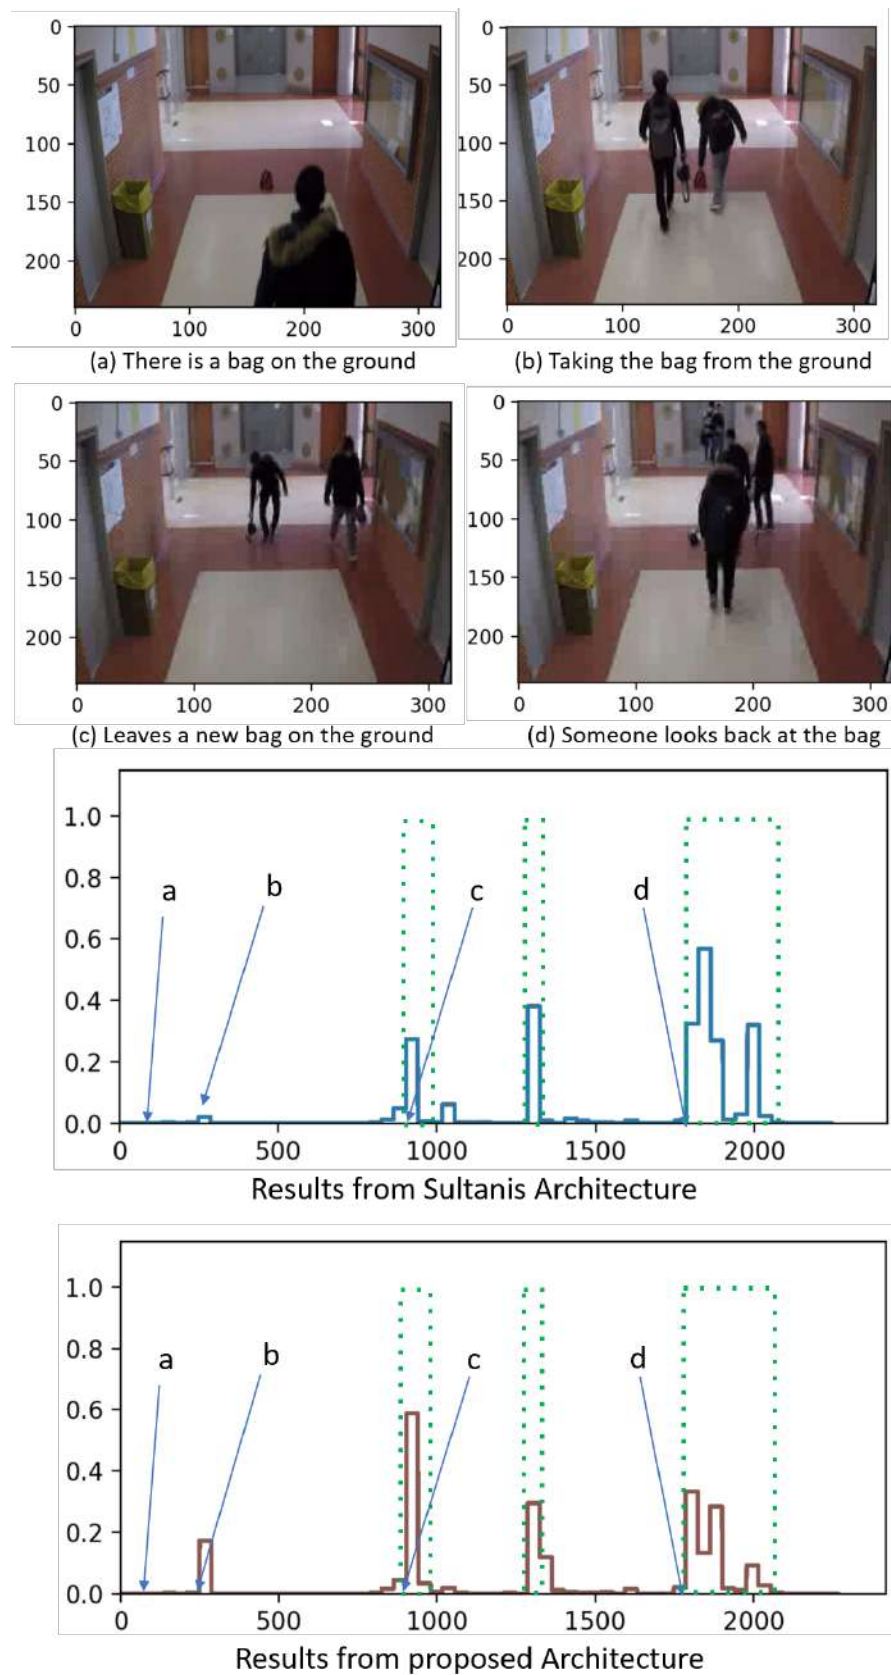 0
50
100
150
200
0 100 200 300
(a) There is a bag on the ground
0
50
100
150
200
0 100 200 300
(b) Taking the bag from the ground
0
50
100
150
200
0 100 200 300
(c) Leaves a new bag on the ground
0
50
100
150
200
0 100 200 300
(d) Someone looks back at the bag
1.0
0.8
0.6
0.4
0.2
0.0
a b c d
0 500 1000 1500 2000
Results from Sultanis Architecture
1.0
0.8
0.6
0.4
0.2
0.0
a b c d
0 500 1000 1500 2000
Results from proposed Architecture